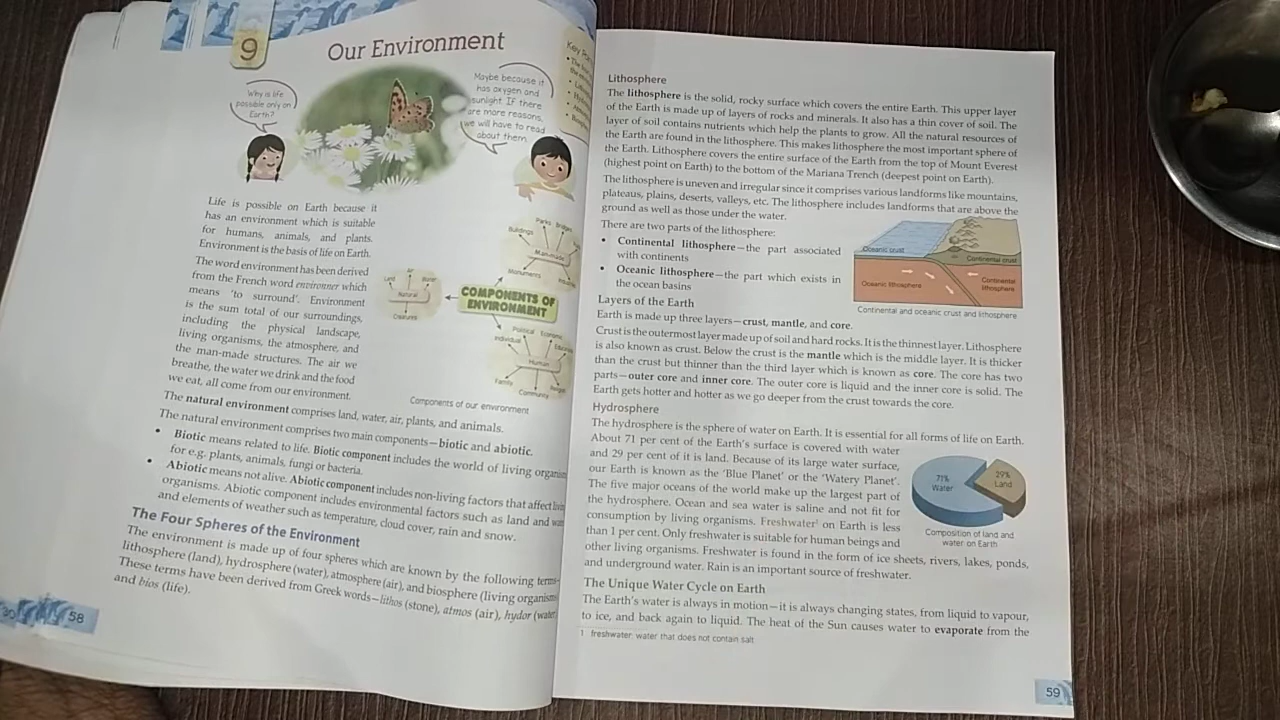 9
Our Environment
Why is life
possible only on
Earth?
Maybe because it
has oxygen and
sunlight. If there
are more reasons,
we will have to read
about them.
Key
Life is possible on Earth because it
has an environment which is suitable
for humans, animals, and plants.
Environment is the basis of life on Earth.
The word environment has been derived
from the French word environner which
means ‘to surround’. Environment
is the sum total of our surroundings,
including the physical landscape,
living organisms, the atmosphere, and
the man-made structures. The air we
breathe, the water we drink and the food
we eat, all come from our environment.
Parks Bridges
Buildings
Man-made
Monuments
Air
Land Water
Natural
Creatures
COMPONENTS OF
ENVIRONMENT
Political Economic
Individual
Human
Family
Community
Components of our environment
The natural environment comprises land, water, air, plants, and animals.
The natural environment comprises two main components—biotic and abiotic.
• Biotic means related to life. Biotic component includes the world of living
for e.g. plants, animals, fungi or bacteria.
• Abiotic means not alive. Abiotic component includes non-living factors that affect
organisms. Abiotic component includes environmental factors such as land and
and elements of weather such as temperature, cloud cover, rain and snow.
The Four Spheres of the Environment
The environment is made up of four spheres which are known by the following
lithosphere (land), hydrosphere (water), atmosphere (air), and biosphere (living
These terms have been derived from Greek words—lithos (stone), atmos (air), hydor
and bios (life).
58
Lithosphere
The lithosphere is the solid, rocky surface which covers the entire Earth. This upper layer
of the Earth is made up of layers of rocks and minerals. It also has a thin cover of soil. The
layer of soil contains nutrients which help the plants to grow. All the natural resources of
the Earth are found in the lithosphere. This makes lithosphere the most important sphere of
the Earth. Lithosphere covers the entire surface of the Earth from the top of Mount Everest
(highest point on Earth) to the bottom of the Mariana Trench (deepest point on Earth).
The lithosphere is uneven and irregular since it comprises various landforms like mountains,
plateaus, plains, deserts, valleys, etc. The lithosphere includes landforms that are above the
ground as well as those under the water.
There are two parts of the lithosphere:
• Continental lithosphere—the part associated
with continents
• Oceanic lithosphere—the part which exists in
the ocean basins
Oceanic crust
Continental crust
Oceanic lithosphere
Continental
lithosphere
Continental and oceanic crust and lithosphere
Layers of the Earth
Earth is made up three layers—crust, mantle, and core.
Crust is the outermost layer made up of soil and hard rocks. It is the thinnest layer. Lithosphere
is also known as crust. Below the crust is the mantle which is the middle layer. It is thicker
than the crust but thinner than the third layer which is known as core. The core has two
parts—outer core and inner core. The outer core is liquid and the inner core is solid. The
Earth gets hotter and hotter as we go deeper from the crust towards the core.
Hydrosphere
The hydrosphere is the sphere of water on Earth. It is essential for all forms of life on Earth.
About 71 per cent of the Earth’s surface is covered with water
and 29 per cent of it is land. Because of its large water surface,
our Earth is known as the ‘Blue Planet’ or the ‘Watery Planet’.
The five major oceans of the world make up the largest part of
the hydrosphere. Ocean and sea water is saline and not fit for
consumption by living organisms. Freshwater¹ on Earth is less
than 1 per cent. Only freshwater is suitable for human beings and
other living organisms. Freshwater is found in the form of ice sheets, rivers, lakes, ponds,
and underground water. Rain is an important source of freshwater.
71%
Water
29%
Land
Composition of land and
water on Earth
The Unique Water Cycle on Earth
The Earth’s water is always in motion—it is always changing states, from liquid to vapour,
to ice, and back again to liquid. The heat of the Sun causes water to evaporate from the
1 freshwater: water that does not contain salt
59